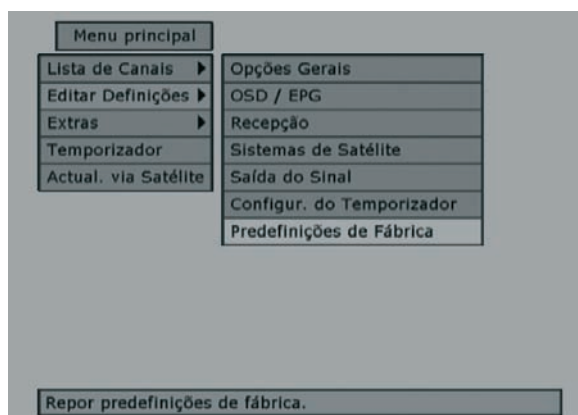 Menu principal
Lista de Canais
Editar Definições
Extras
Temporizador
Actual. via Satélite
Opções Gerais
OSD / EPG
Recepção
Sistemas de Satélite
Saída do Sinal
Configur. do Temporizador
Predefinições de Fábrica
Repor predefinições de fábrica.